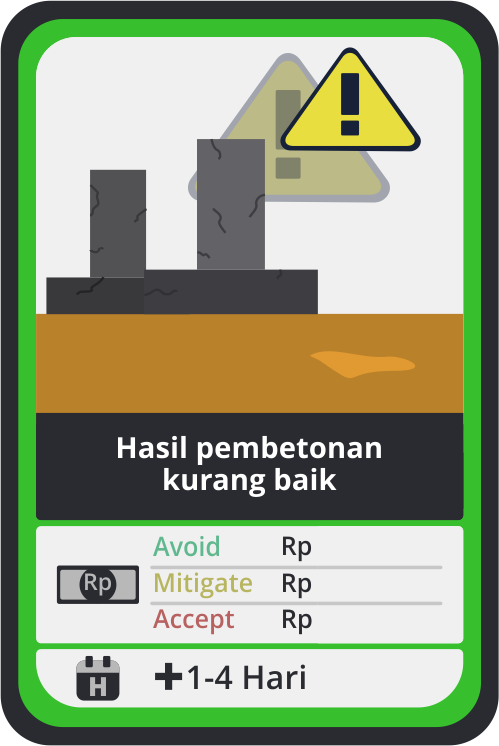 Hasil pembetonan
kurang baik
Avoid Rp
Rp
Mitigate Rp
Accept Rp
H
+1-4 Hari